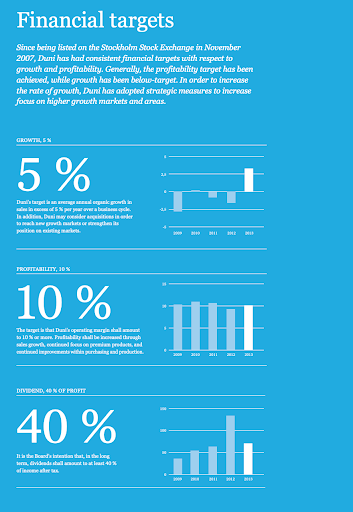 Financial targets
Since being listed on the Stockholm Stock Exchange in November
2007, Duni has had consistent financial targets with respect to
growth and profitability. Generally, the profitability target has been
achieved, while growth has been below-target. In order to increase
the rate of growth, Duni has adopted strategic measures to increase
focus on higher growth markets and areas.
GROWTH, 5 %
5 %
Duni's target is an average annual organic growth in
sales in excess of 5 % per year over a business cycle.
In addition, Duni may consider acquisitions in order
to reach new growth markets or strengthen its
position on existing markets.
5
2,5
0
-2,5
-5
2009 2010 2011 2012 2013
PROFITABILITY, 10 %
10 %
The target is that Duni's operating margin shall amount
to 10 % or more. Profitability shall be increased through
sales growth, continued focus on premium products, and
continued improvements within purchasing and production.
15
10
5
0
2009 2010 2011 2012 2013
DIVIDEND, 40 % OF PROFIT
40 %
It is the Board's intention that, in the long
term, dividends shall amount to at least 40 %
of income after tax.
150
100
50
0
2009 2010 2011 2012 2013